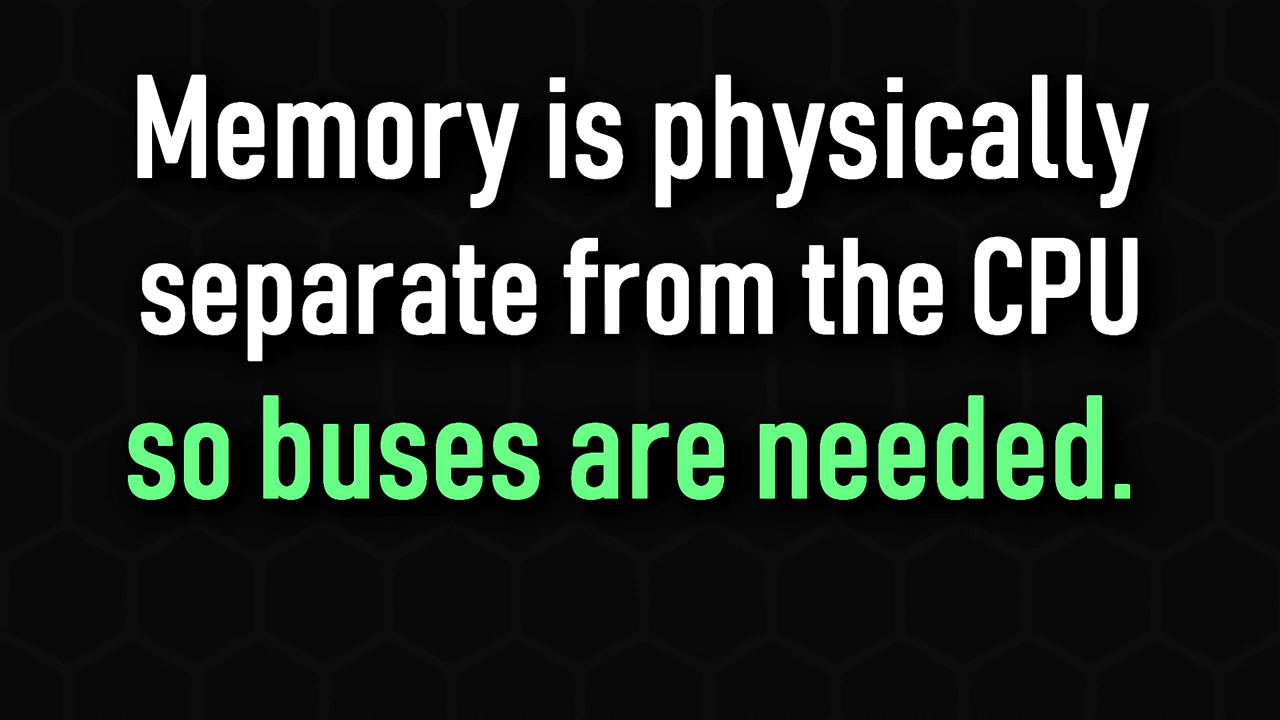 Memory is physically
separate from the CPU
so buses are needed.